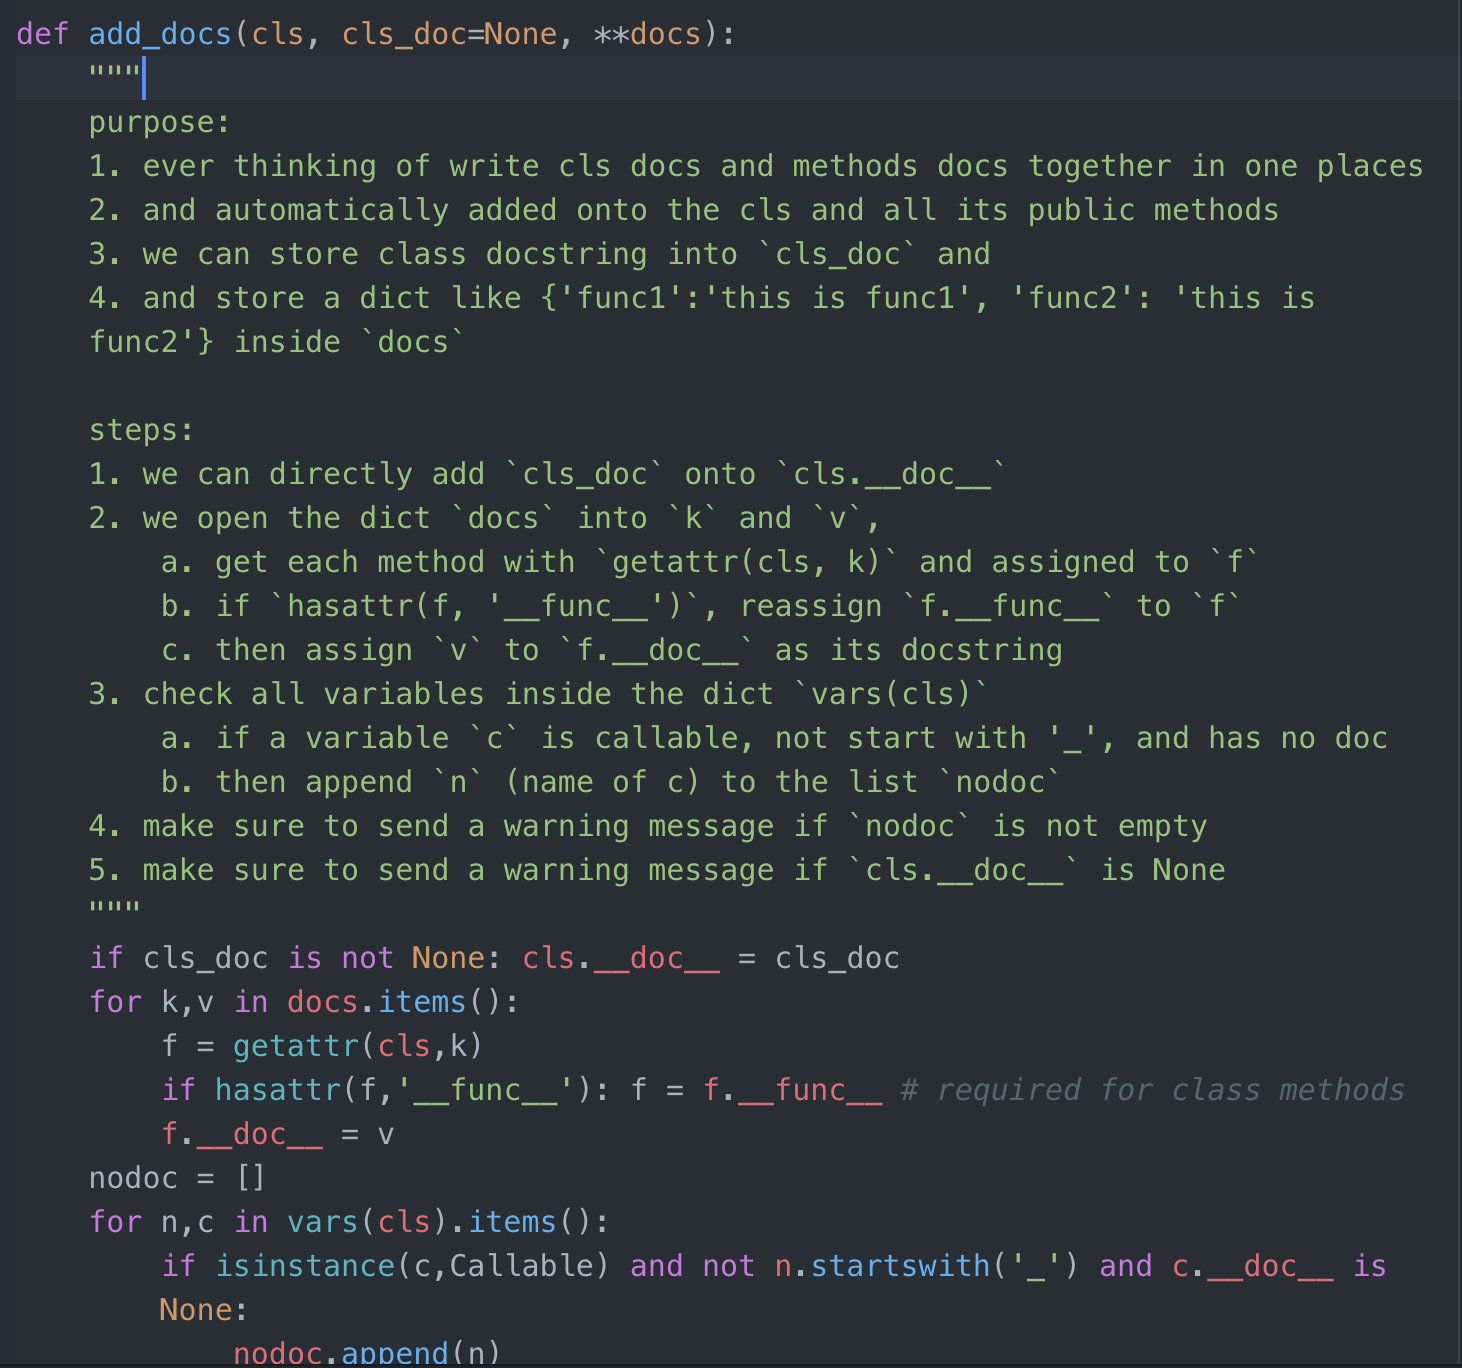 def add_docs(cls, cls_doc=None, **docs):
    """
    purpose:
    1. ever thinking of write cls docs and methods docs together in one places
    2. and automatically added onto the cls and all its public methods
    3. we can store class docstring into `cls_doc` and
    4. and store a dict like {'func1':'this is func1', 'func2': 'this is
    func2'} inside `docs`

    steps:
    1. we can directly add `cls_doc` onto `cls.__doc__`
    2. we open the dict `docs` into `k` and `v`,
        a. get each method with `getattr(cls, k)` and assigned to `f`
        b. if `hasattr(f, '__func__')`, reassign `f.__func__` to `f`
        c. then assign `v` to `f.__doc__` as its docstring
    3. check all variables inside the dict `vars(cls)`
        a. if a variable `c` is callable, not start with '_', and has no doc
        b. then append `n` (name of c) to the list `nodoc`
    4. make sure to send a warning message if `nodoc` is not empty
    5. make sure to send a warning message if `cls.__doc__` is None
    """
    if cls_doc is not None: cls.__doc__ = cls_doc
    for k,v in docs.items():
        f = getattr(cls,k)
        if hasattr(f,'__func__'): f = f.__func__ # required for class methods
        f.__doc__ = v
    nodoc = []
    for n,c in vars(cls).items():
        if isinstance(c,Callable) and not n.startswith('_') and c.__doc__ is
        None:
            nodoc.append(n)